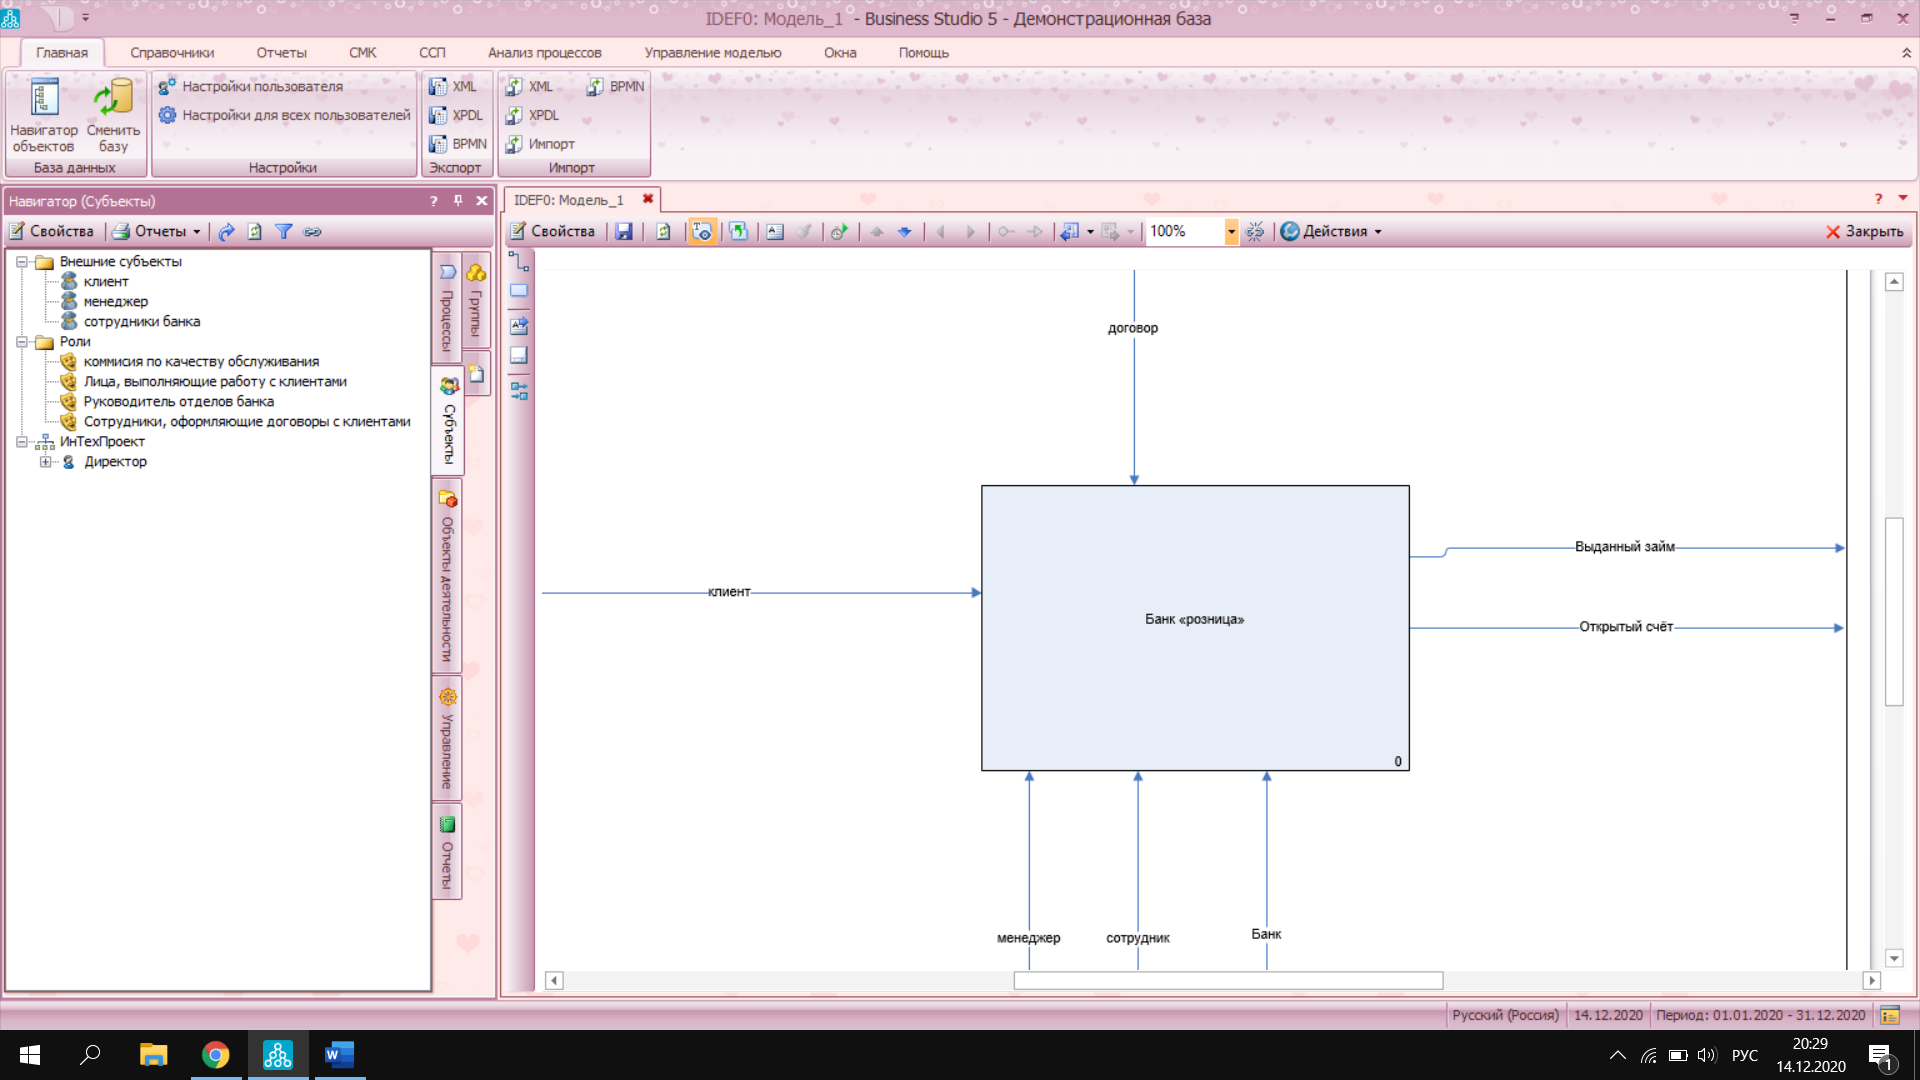 IDEF0: Модель_1 - Business Studio 5 - Демонстрационная база
Главная Справочники Отчеты СМК ССП Анализ процессов Управление моделью Окна Помощь
Навигатор объектов
Сменить базу
База данных
Настройки пользователя
Настройки для всех пользователей
Настройки
XML
XPDL
BPMN
Экспорт
XML BPMN
XPDL
Импорт
Импорт
Навигатор (Субъекты)
Свойства Отчеты
Внешние субъекты
клиент
менеджер
сотрудники банка
Роли
коммисия по качеству обслуживания
Лица, выполняющие работу с клиентами
Руководитель отделов банка
Сотрудники, оформляющие договоры с клиентами
ИнТехПроект
Директор
Процессы
Группы
Субъекты
Объекты деятельности
Управление
Отчеты
IDEF0: Модель_1
Свойства 100% Действия Закрыть
договор
клиент
Банк «розница»
0
Выданный займ
Открытый счёт
менеджер
сотрудник
Банк
Русский (Россия) 14.12.2020 Период: 01.01.2020 - 31.12.2020
РУС
20:29
14.12.2020
1